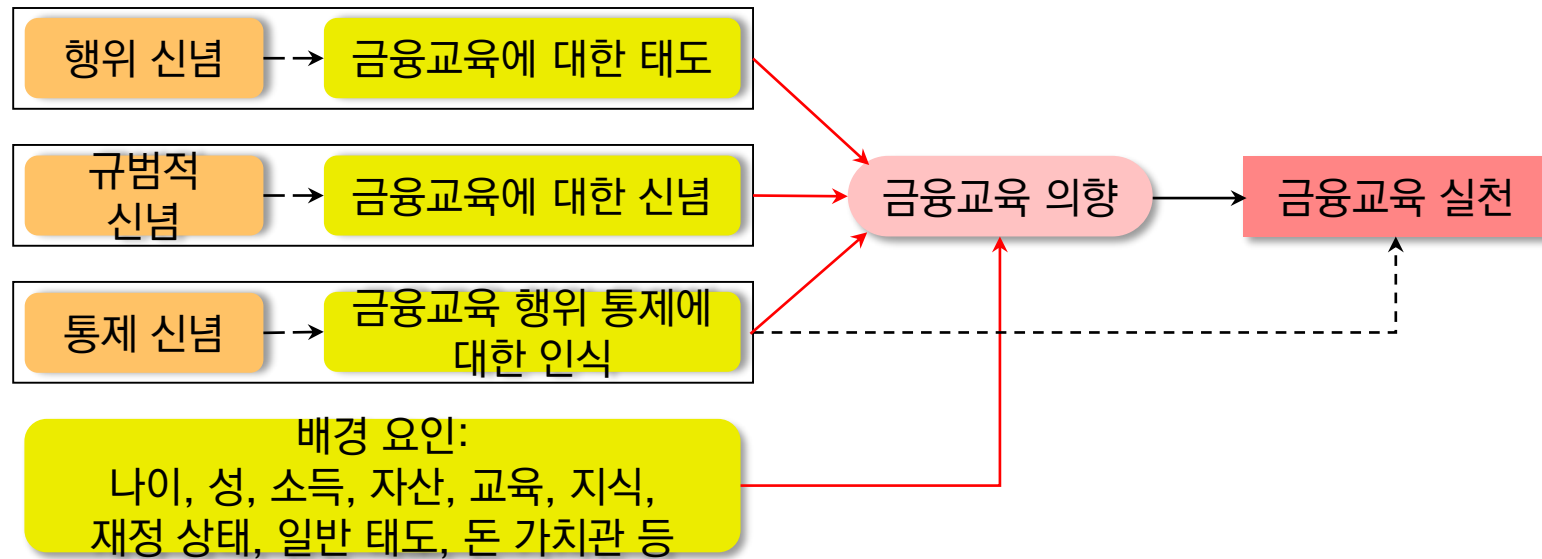 행위 신념
금융교육에 대한 태도
규범적
신념
금융교육에 대한 신념
금융교육 의향
금융교육 실천
통제 신념
금융교육 행위 통제에
대한 인식
배경 요인:
나이, 성, 소득, 자산, 교육, 지식,
재정 상태, 일반 태도, 돈 가치관 등